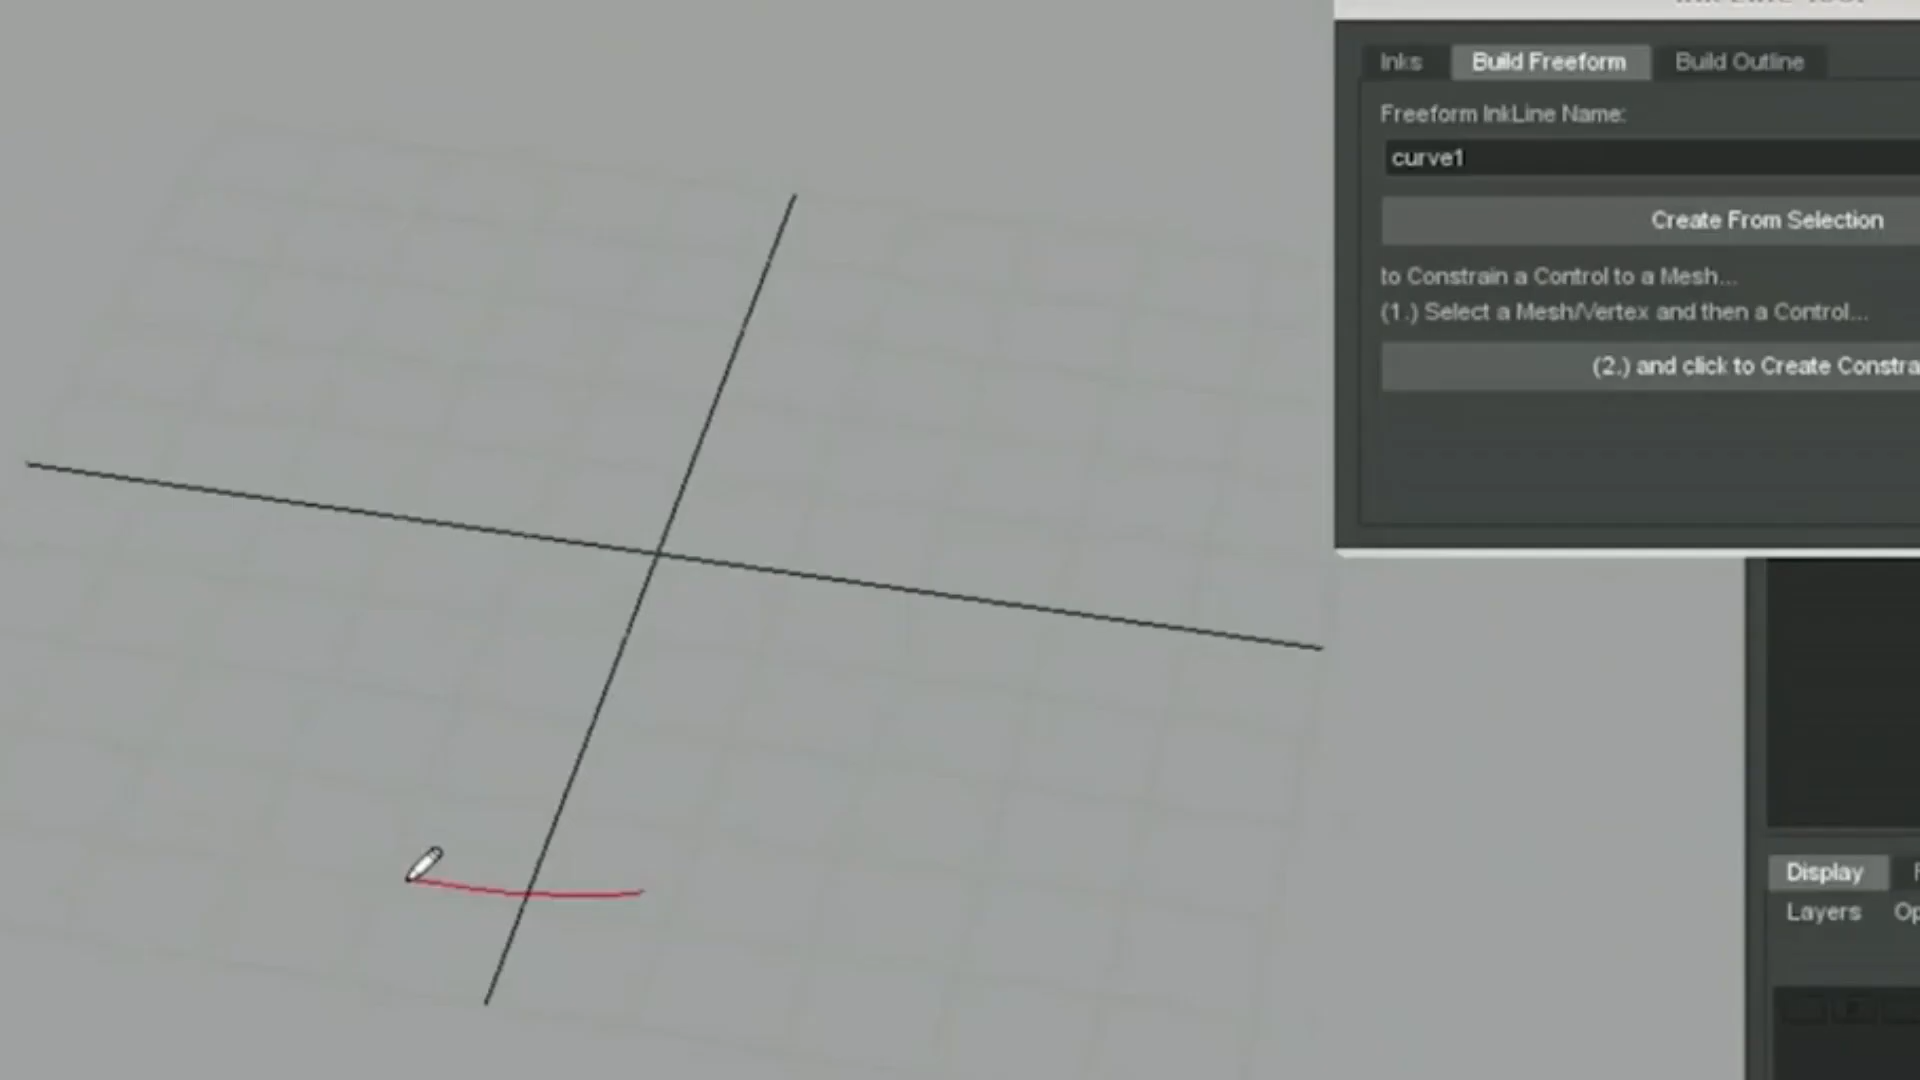 Inks Build Freeform Build Outline
Freeform InkLine Name:
curve1
Create From Selection
to Constrain a Control to a Mesh...
(1.) Select a Mesh/Vertex and then a Control...
(2.) and click to Create
Display
Layers